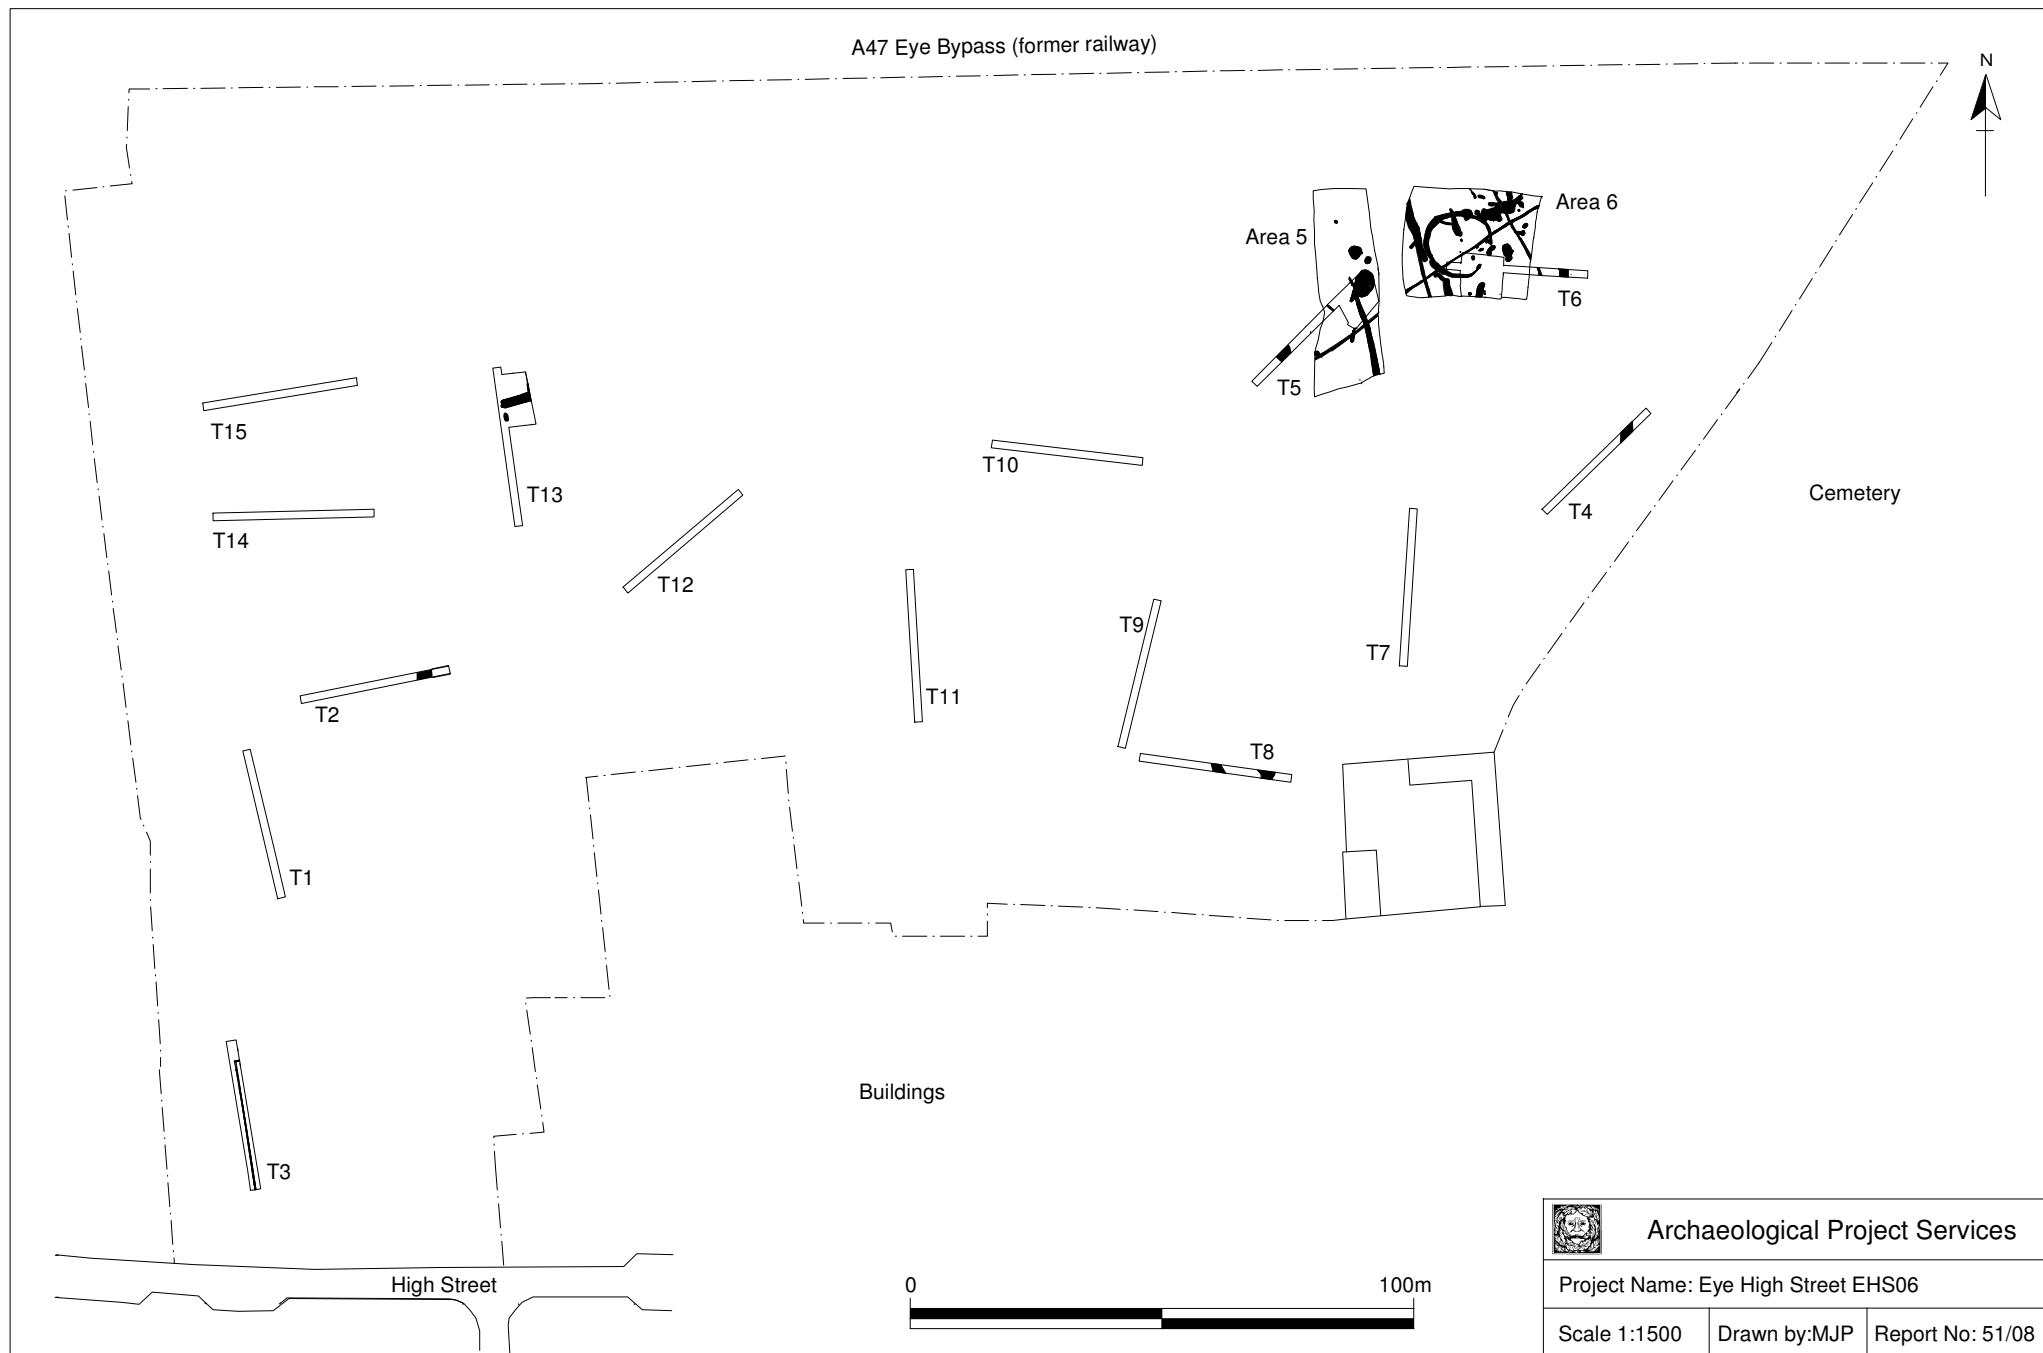 A47 Eye Bypass (former railway)
N
Area 6
Area 5
T6
T5
T15
T13
T10
T4
Cemetery
T14
T12
T9
T7
T11
T2
T8
T1
Buildings
T3
High Street
0
100m
Archaeological Project Services
Project Name: Eye High Street EHS06
Scale 1:1500
Drawn by:MJP
Report No: 51/08